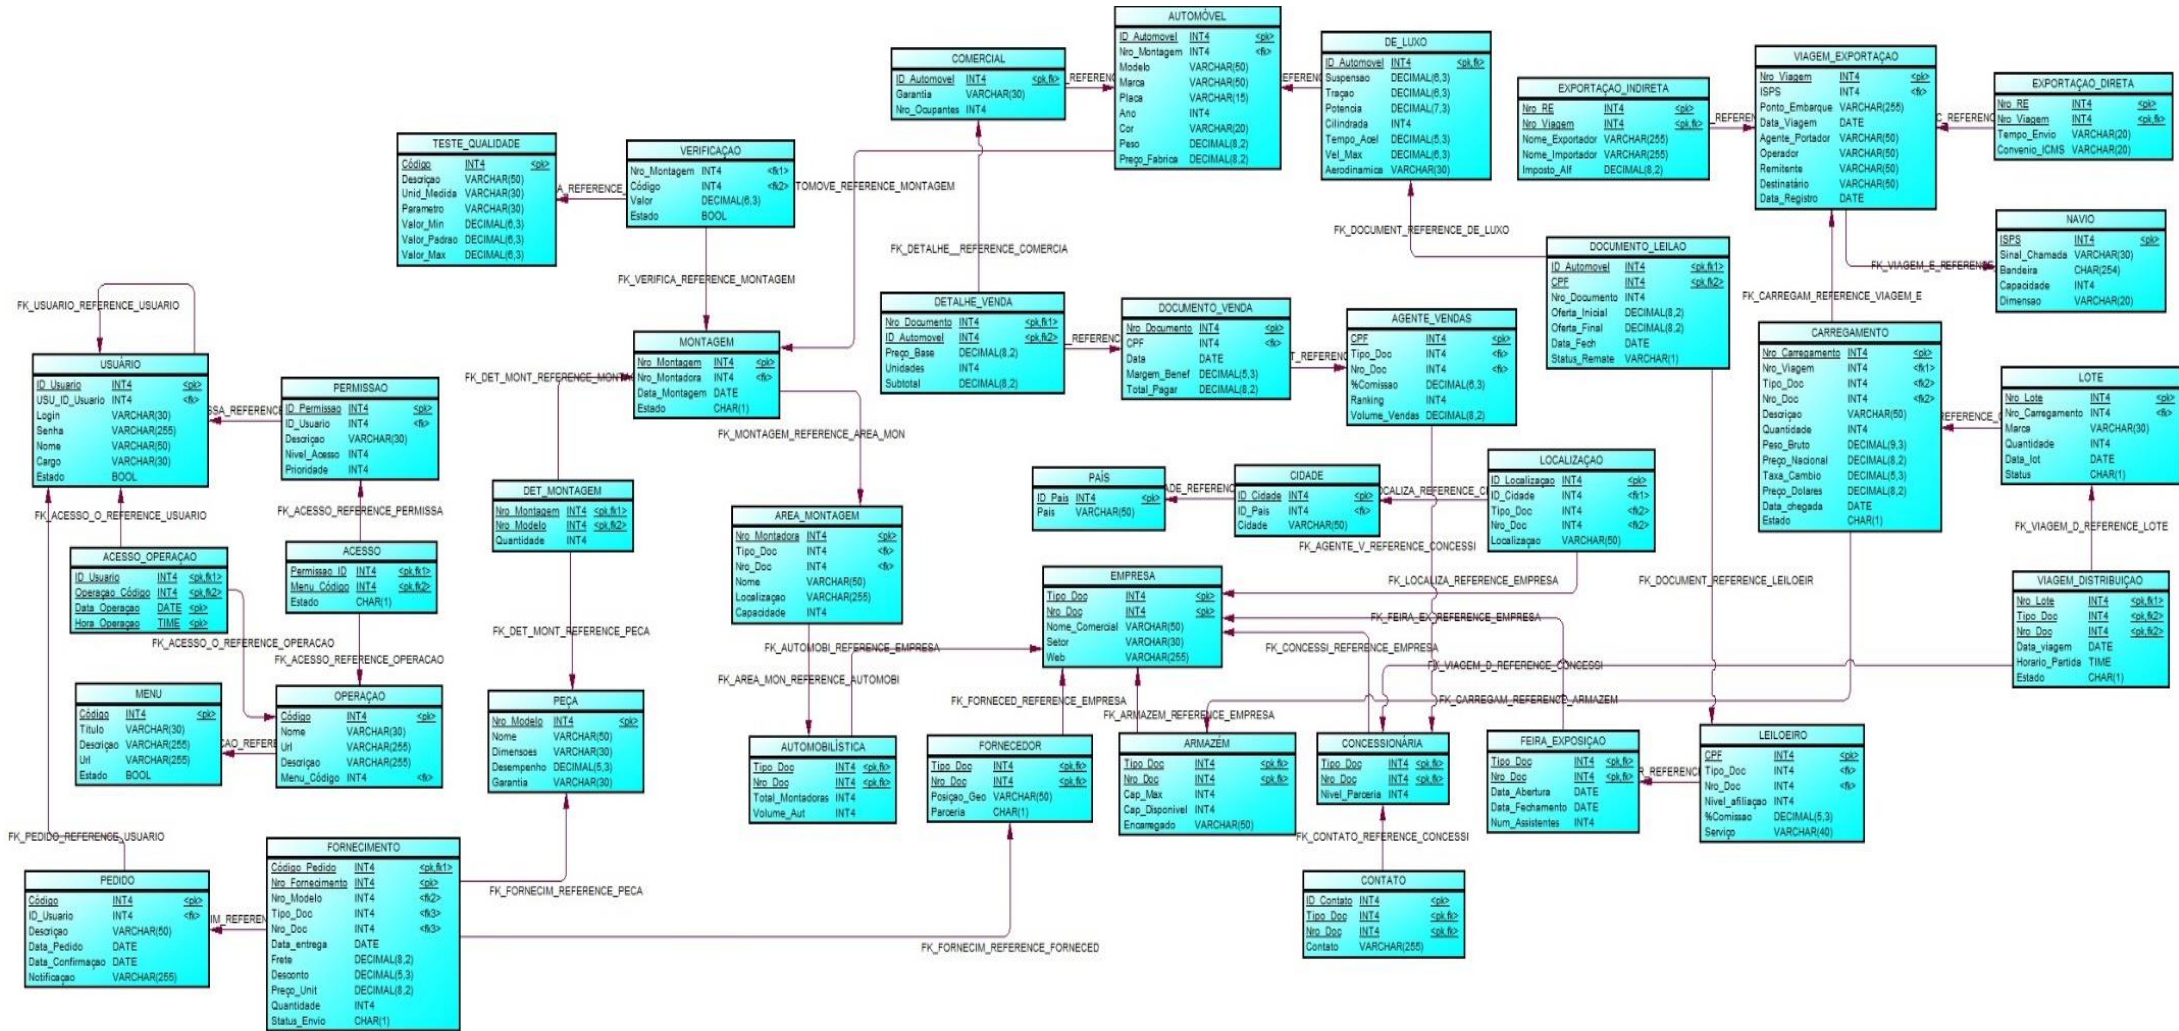 AUTOMÓVEL
ID_Automovel INT4 <pk>
Nro_Montagem INT4 <fk>
Modelo VARCHAR(50)
Marca VARCHAR(50)
Placa VARCHAR(15)
Ano INT4
Cor VARCHAR(20)
Peso DECIMAL(8,2)
Preço_Fabrica DECIMAL(8,2)
COMERCIAL
ID_Automovel INT4 <pk,fk>
Garantia VARCHAR(30)
Nro_Ocupantes INT4
_REFERENC
DE_LUXO
ID_Automovel INT4 <pk,fk>
Suspensao DECIMAL(6,3)
Traçao DECIMAL(6,3)
Potencia DECIMAL(7,3)
Cilindrada INT4
Tempo_Acel DECIMAL(5,3)
Vel_Max DECIMAL(6,3)
Aerodinamica VARCHAR(30)
EFERENC
EXPORTAÇAO_INDIRETA
Nro_RE INT4 <pk>
Nro_Viagem INT4 <pk,fk>
Nome_Exportador VARCHAR(255)
Nome_Importador VARCHAR(255)
Imposto_Alf DECIMAL(8,2)
_REFEREN
VIAGEM_EXPORTAÇAO
Nro_Viagem INT4 <pk>
ISPS INT4 <fk>
Ponto_Embarque VARCHAR(255)
Data_Viagem DATE
Agente_Portador VARCHAR(50)
Operador VARCHAR(50)
Remitente VARCHAR(50)
Destinatário VARCHAR(50)
Data_Registro DATE
C_REFERENC
EXPORTAÇAO_DIRETA
Nro_RE INT4 <pk>
Nro_Viagem INT4 <pk,fk>
Tempo_Envio VARCHAR(20)
Convenio_ICMS VARCHAR(20)
TESTE_QUALIDADE
Código INT4 <pk>
Descriçao VARCHAR(50)
Unid_Medida VARCHAR(30)
Parametro VARCHAR(30)
Valor_Min DECIMAL(6,3)
Valor_Padrao DECIMAL(6,3)
Valor_Max DECIMAL(6,3)
A_REFERENCE_
VERIFICAÇAO
Nro_Montagem INT4 <fk1>
Código INT4 <fk2>
Valor DECIMAL(6,3)
Estado BOOL
TOMOVE_REFERENCE_MONTAGEM
FK_DETALHE__REFERENCE_COMERCIA
FK_DOCUMENT_REFERENCE_DE_LUXO
FK_VERIFICA_REFERENCE_MONTAGEM
NAVIO
ISPS INT4 <pk>
Sinal_Chamada VARCHAR(30)
Bandeira CHAR(254)
Capacidade INT4
Dimensao VARCHAR(20)
FK_VIAGEM_E_REFERENCE_
FK_CARREGAM_REFERENCE_VIAGEM_E
DOCUMENTO_LEILAO
ID_Automovel INT4 <pk,fk1>
CPF INT4 <pk,fk2>
Nro_Documento INT4
Oferta_Inicial DECIMAL(8,2)
Oferta_Final DECIMAL(8,2)
Data_Fech DATE
Status_Remate VARCHAR(1)
FK_USUARIO_REFERENCE_USUARIO
DETALHE_VENDA
Nro_Documento INT4 <pk,fk1>
ID_Automovel INT4 <pk,fk2>
Preço_Base DECIMAL(8,2)
Unidades INT4
Subtotal DECIMAL(8,2)
_REFERENC
DOCUMENTO_VENDA
Nro_Documento INT4 <pk>
CPF INT4 <fk>
Data DATE
Margem_Benef DECIMAL(5,3)
Total_Pagar DECIMAL(8,2)
T_REFERENC
AGENTE_VENDAS
CPF INT4 <pk>
Tipo_Doc INT4 <fk>
Nro_Doc INT4 <fk>
%Comissao DECIMAL(6,3)
Ranking INT4
Volume_Vendas DECIMAL(8,2)
CARREGAMENTO
Nro_Carregamento INT4 <pk>
Nro_Viagem INT4 <fk1>
Tipo_Doc INT4 <fk2>
Nro_Doc INT4 <fk2>
Descriçao VARCHAR(50)
Quantidade INT4
Peso_Bruto DECIMAL(9,3)
Preço_Nacional DECIMAL(8,2)
Taxa_Cambio DECIMAL(5,3)
Preço_Dolares DECIMAL(8,2)
Data_chegada DATE
Estado CHAR(1)
LOTE
Nro_Lote INT4 <pk>
Nro_Carregamento INT4 <fk>
Marca VARCHAR(30)
Quantidade INT4
Data_lot DATE
Status CHAR(1)
FK_VIAGEM_D_REFERENCE_LOTE
USUÁRIO
ID_Usuario INT4 <pk>
USU_ID_Usuario INT4 <fk>
Login VARCHAR(30)
Senha VARCHAR(255)
Nome VARCHAR(50)
Cargo VARCHAR(30)
Estado BOOL
SSA_REFERENCE
PERMISSAO
ID_Permissao INT4 <pk>
ID_Usuario INT4 <fk>
Descriçao VARCHAR(30)
Nivel_Acesso INT4
Prioridade INT4
MONTAGEM
Nro_Montagem INT4 <pk>
Nro_Montadora INT4 <fk>
Data_Montagem DATE
Estado CHAR(1)
FK_DET_MONT_REFERENCE_MONTAG
FK_MONTAGEM_REFERENCE_AREA_MON
FK_ACESSO_O_REFERENCE_USUARIO
FK_ACESSO_REFERENCE_PERMISSA
DET_MONTAGEM
Nro_Montagem INT4 <pk,fk1>
Nro_Modelo INT4 <pk,fk2>
Quantidade INT4
AREA_MONTAGEM
Nro_Montadora INT4 <pk>
Tipo_Doc INT4 <fk>
Nro_Doc INT4 <fk>
Nome VARCHAR(50)
Localizaçao VARCHAR(255)
Capacidade INT4
PAÍS
ID_Pais INT4 <pk>
Pais VARCHAR(50)
ADE_REFERENC
CIDADE
ID_Cidade INT4 <pk>
ID_Pais INT4 <fk>
Cidade VARCHAR(50)
LOCALIZAÇAO
ID_Localizaçao INT4 <pk>
ID_Cidade INT4 <fk1>
Tipo_Doc INT4 <fk2>
Nro_Doc INT4 <fk2>
Localizaçao VARCHAR(50)
FK_AGENTE_V_REFERENCE_CONCESSI
ACESSO_OPERAÇAO
ID_Usuario INT4 <pk,fk1>
Operaçao_Código INT4 <pk,fk2>
Data_Operaçao DATE <pk>
Hora_Operaçao TIME <pk>
ACESSO
Permissao_ID INT4 <pk,fk1>
Menu_Código INT4 <pk,fk2>
Estado CHAR(1)
FK_ACESSO_O_REFERENCE_OPERACAO
FK_ACESSO_REFERENCE_OPERACAO
FK_DET_MONT_REFERENCE_PECA
EMPRESA
Tipo_Doc INT4 <pk>
Nro_Doc INT4 <pk>
Nome_Comercial VARCHAR(50)
Setor VARCHAR(30)
Web VARCHAR(255)
FK_LOCALIZA_REFERENCE_EMPRESA
FK_FEIRA_EX_REFERENCE_EMPRESA
FK_CONCESSI_REFERENCE_EMPRESA
FK_VIAGEM_D_REFERENCE_CONCESSI
FK_DOCUMENT_REFERENCE_LEILOEIR
VIAGEM_DISTRIBUIÇAO
Nro_Lote INT4 <pk,fk1>
Tipo_Doc INT4 <pk,fk2>
Nro_Doc INT4 <pk,fk2>
Data_viagem DATE
Horario_Partida TIME
Estado CHAR(1)
FK_AUTOMOBI_REFERENCE_EMPRESA
FK_AREA_MON_REFERENCE_AUTOMOBI
FK_FORNECED_REFERENCE_EMPRESA
FK_ARMAZEM_REFERENCE_EMPRESA
FK_CARREGAM_REFERENCE_ARMAZEM
MENU
Código INT4 <pk>
Titulo VARCHAR(30)
Descriçao VARCHAR(255)
Url VARCHAR(255)
Estado BOOL
OPERAÇAO
Código INT4 <pk>
Nome VARCHAR(30)
Url VARCHAR(255)
Descriçao VARCHAR(255)
Menu_Código INT4 <fk>
PEÇA
Nro_Modelo INT4 <pk>
Nome VARCHAR(50)
Dimensoes VARCHAR(30)
Desempenho DECIMAL(5,3)
Garantia VARCHAR(30)
AUTOMOBILÍSTICA
Tipo_Doc INT4 <pk,fk>
Nro_Doc INT4 <pk,fk>
Total_Montadoras INT4
Volume_Aut INT4
FORNECEDOR
Tipo_Doc INT4 <pk,fk>
Nro_Doc INT4 <pk,fk>
Posiçao_Geo VARCHAR(50)
Parceria CHAR(1)
ARMAZÉM
Tipo_Doc INT4 <pk,fk>
Nro_Doc INT4 <pk,fk>
Cap_Max INT4
Cap_Disponivel INT4
Encarregado VARCHAR(50)
CONCESSIONÁRIA
Tipo_Doc INT4 <pk,fk>
Nro_Doc INT4 <pk,fk>
Nivel_Parceria INT4
FEIRA_EXPOSIÇAO
Tipo_Doc INT4 <pk,fk>
Nro_Doc INT4 <pk,fk>
Data_Abertura DATE
Data_Fechamento DATE
Num_Assistentes INT4
R_REFERENC
LEILOEIRO
CPF INT4 <pk>
Tipo_Doc INT4 <fk>
Nro_Doc INT4 <fk>
Nivel_afiliaçao INT4
%Comissao DECIMAL(5,3)
Serviço VARCHAR(40)
FK_PEDIDO_REFERENCE_USUARIO
FK_CONTATO_REFERENCE_CONCESSI
PEDIDO
Código INT4 <pk>
ID_Usuario INT4 <fk>
Descriçao VARCHAR(50)
Data_Pedido DATE
Data_Confirmaçao DATE
Notificaçao VARCHAR(255)
IM_REFEREN
FORNECIMENTO
Código_Pedido INT4 <pk,fk1>
Nro_Fornecimento INT4 <pk>
Nro_Modelo INT4 <fk2>
Tipo_Doc INT4 <fk3>
Nro_Doc INT4 <fk3>
Data_entrega DATE
Frete DECIMAL(8,2)
Desconto DECIMAL(5,3)
Preço_Unit DECIMAL(8,2)
Quantidade INT4
Status_Envio CHAR(1)
FK_FORNECIM_REFERENCE_PECA
FK_FORNECIM_REFERENCE_FORNECED
CONTATO
ID_Contato INT4 <pk>
Tipo_Doc INT4 <pk,fk>
Nro_Doc INT4 <pk,fk>
Contato VARCHAR(255)